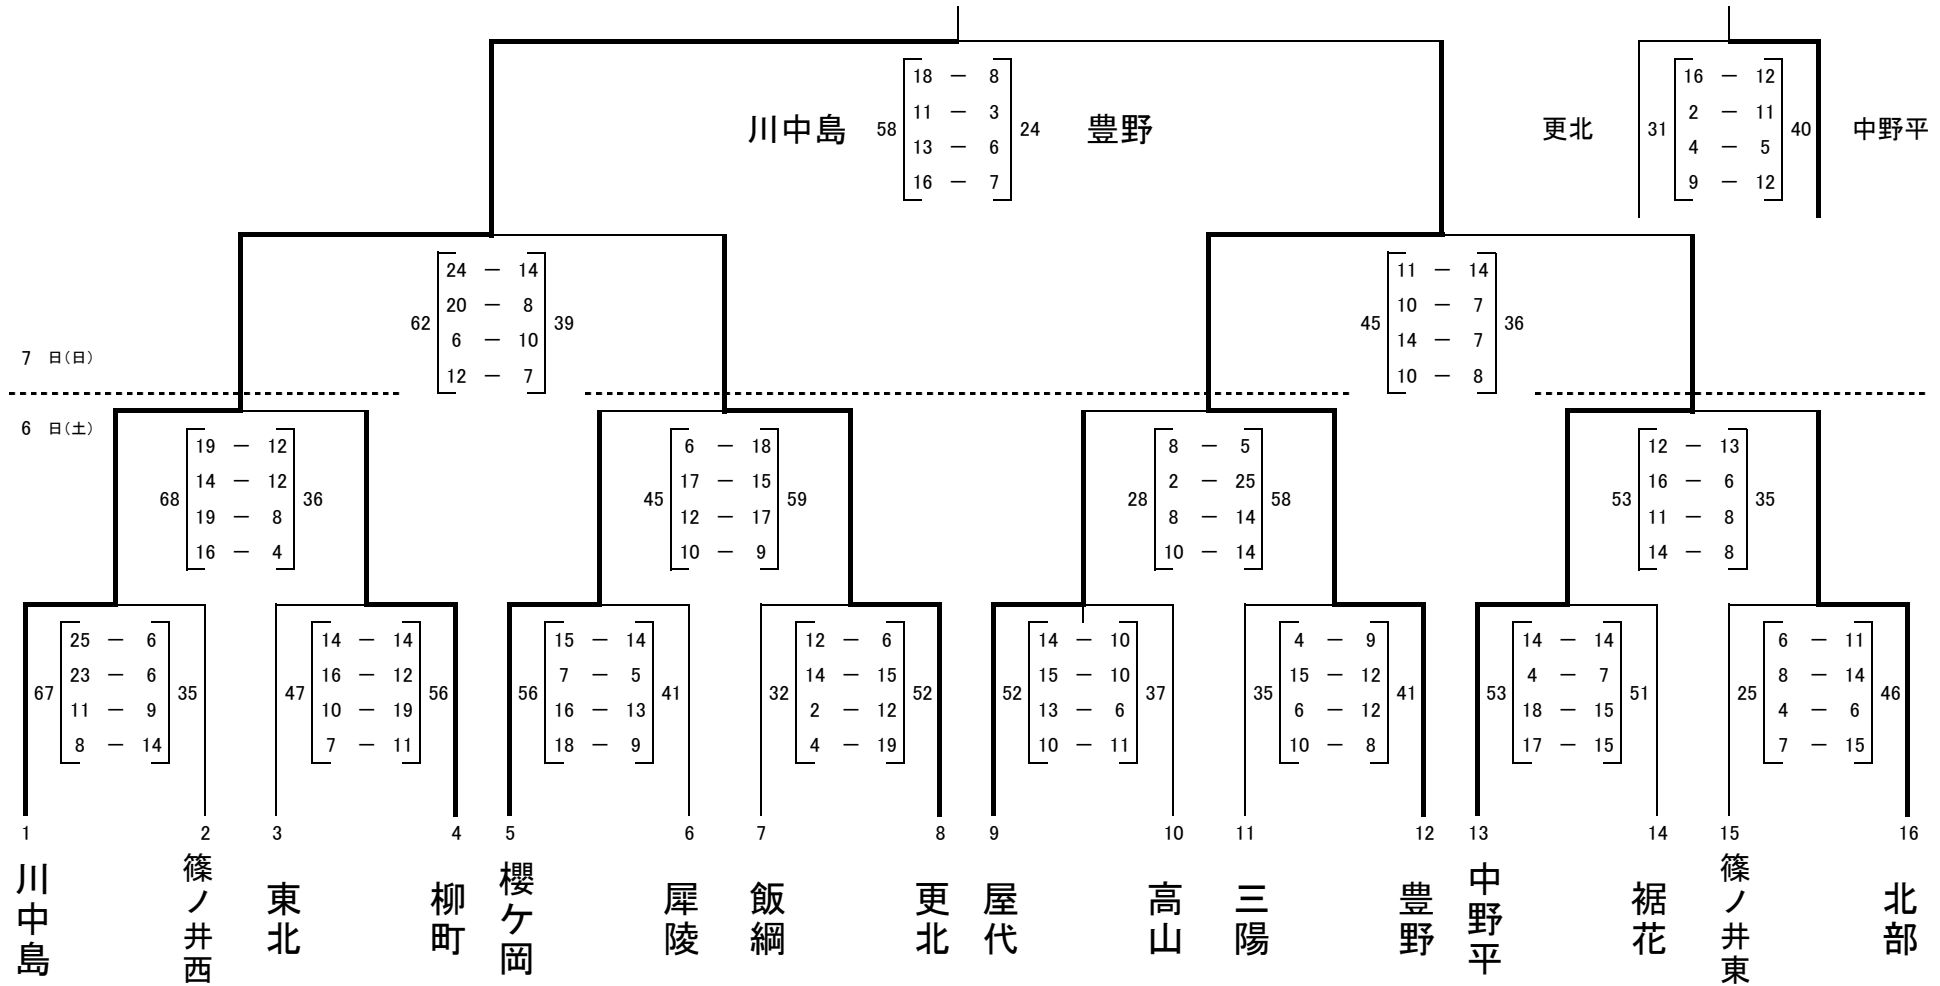 18 － 8
11 － 3
川中島 58 24 豊野
13 － 6
16 － 7
16 － 12
2 － 11
更北 31 40 中野平
4 － 5
9 － 12
24 － 14
20 － 8
62 39
6 － 10
12 － 7
11 － 14
10 － 7
45 36
14 － 7
10 － 8
7 日(日)
6 日(土)
19 － 12
14 － 12
68 36
19 － 8
16 － 4
6 － 18
17 － 15
45 59
12 － 17
10 － 9
8 － 5
2 － 25
28 58
8 － 14
10 － 14
12 － 13
16 － 6
53 35
11 － 8
14 － 8
25 － 6
23 － 6
67 35
11 － 9
8 － 14
14 － 14
16 － 12
47 56
10 － 19
7 － 11
15 － 14
7 － 5
56 41
16 － 13
18 － 9
12 － 6
14 － 15
32 52
2 － 12
4 － 19
14 － 10
15 － 10
52 37
13 － 6
10 － 11
4 － 9
15 － 12
35 41
6 － 12
10 － 8
14 － 14
4 － 7
53 51
18 － 15
17 － 15
6 － 11
8 － 14
25 46
4 － 6
7 － 15
1 2 3 4 5 6 7 8 9 10 11 12 13 14 15 16
川中島
篠ノ井西
東北
柳町
櫻ケ岡
犀陵
飯綱
更北
屋代
高山
三陽
豊野
中野平
裾花
篠ノ井東
北部